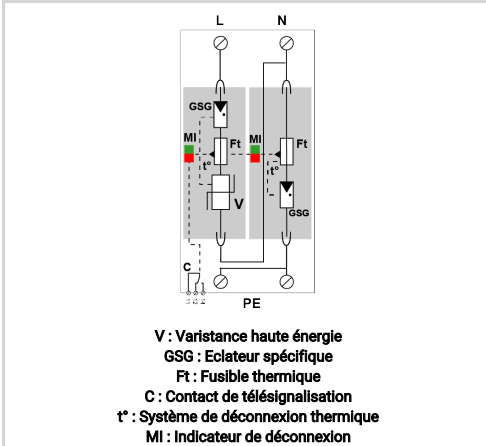 L N
GSG
MI Ft MI Ft
t° t°
V GSG
C
PE
V : Varistance haute énergie
GSG : Eclateur spécifique
Ft : Fusible thermique
C : Contact de télésignalisation
t° : Système de déconnexion thermique
MI : Indicateur de déconnexion